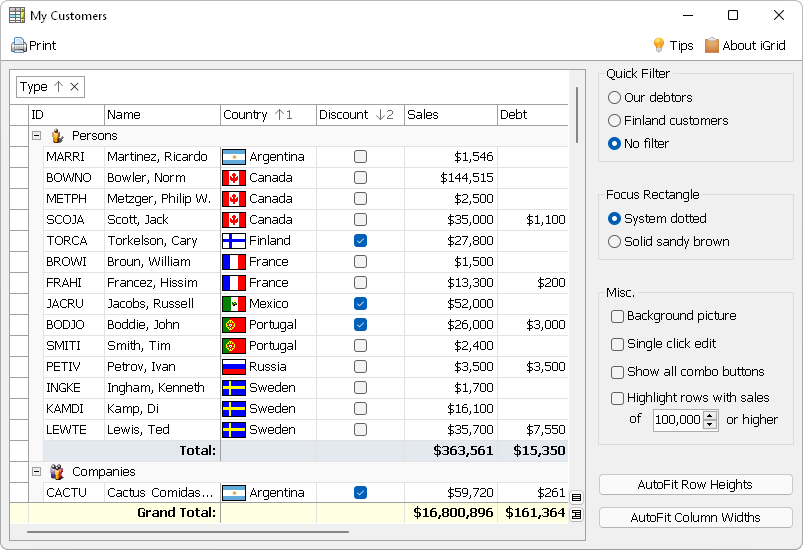 My Customers
Print
Tips
About iGrid
Type
ID Name Country 1 Discount 2 Sales Debt
Persons
MARRI Martinez, Ricardo Argentina $1,546
BOWNO Bowler, Norm Canada $144,515
METPH Metzger, Philip W. Canada $2,500
SCOJA Scott, Jack Canada $35,000 $1,100
TORCA Torkelson, Cary Finland $27,800
BROWI Broun, William France $1,500
FRAHI Francez, Hissim France $13,300 $200
JACRU Jacobs, Russell Mexico $52,000
BODJO Boddie, John Portugal $26,000 $3,000
SMITI Smith, Tim Portugal $2,400
PETIV Petrov, Ivan Russia $3,500 $3,500
INGKE Ingham, Kenneth Sweden $1,700
KAMDI Kamp, Di Sweden $16,100
LEWTE Lewis, Ted Sweden $35,700 $7,550
Total: $363,561 $15,350
Companies
CACTU Cactus Comidas... Argentina $59,720 $261
Grand Total: $16,800,896 $161,364
Quick Filter
Our debtors
Finland customers
No filter
Focus Rectangle
System dotted
Solid sandy brown
Misc.
Background picture
Single click edit
Show all combo buttons
Highlight rows with sales
of 100,000 or higher
AutoFit Row Heights
AutoFit Column Widths